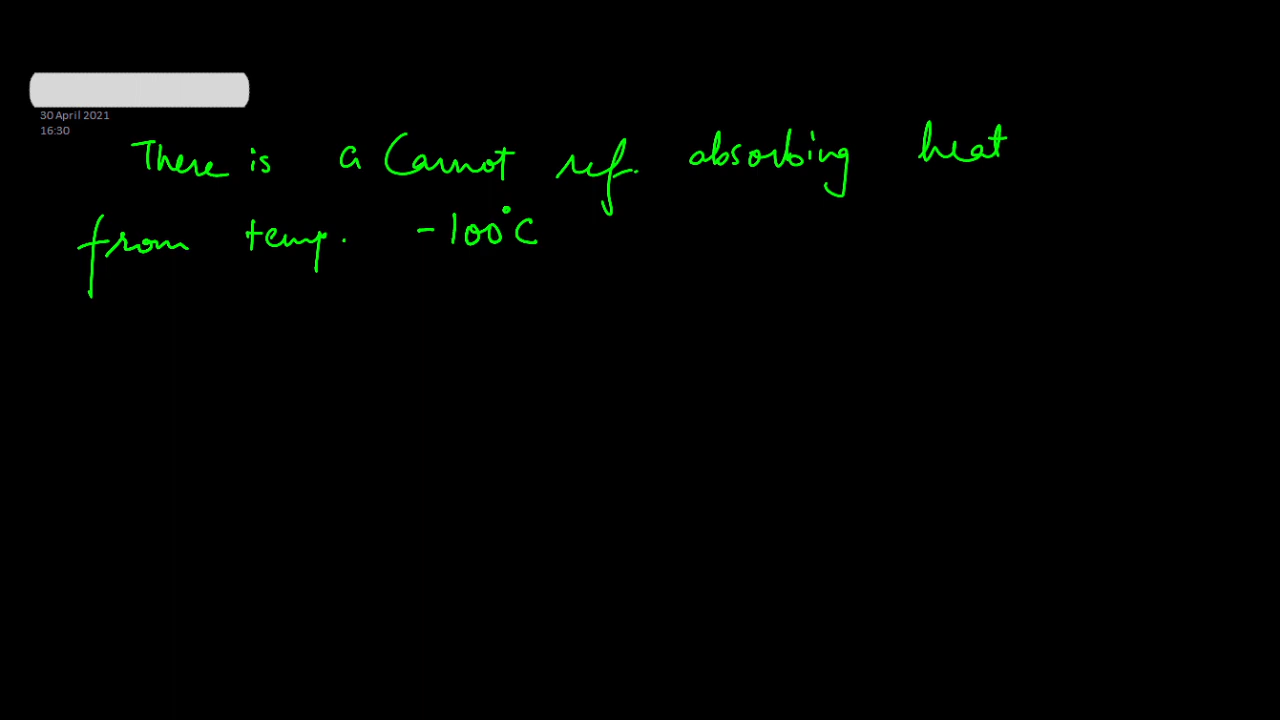 30 April 2021
16:30
There is a Carnot ref. absorbing heat
from temp. -100°C